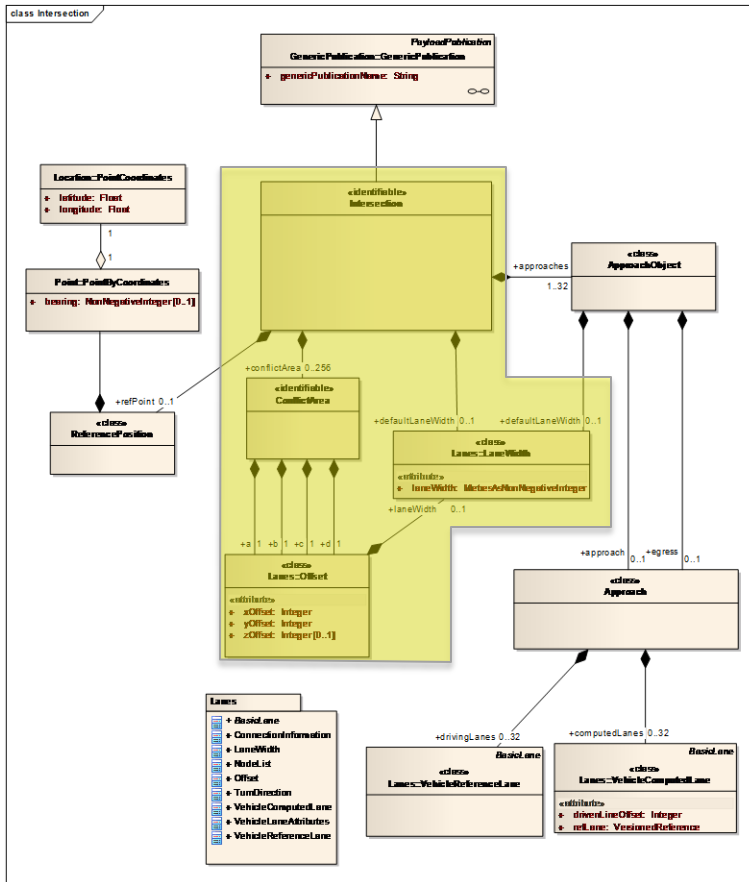 class Intersection
PayloadPublication
GenericPublication::GenericPublication
+ genericPublicationName: String
Location::PointCoordinates
+ latitude: Float
+ longitude: Float
«identifiable»
Intersection
1
1
+approaches
1..32
«class»
ApproachObject
Point::PointByCoordinates
+ bearing: NonNegativeInteger[0..1]
+conflictArea 0..256
«identifiable»
ConflictArea
+refPoint 0..1
+defaultLaneWidth 0..1
+defaultLaneWidth 0..1
«class»
ReferencePosition
«class»
Lanes::LaneWidth
«attribute»
+ laneWidth: MetresAsNonNegativeInteger
+laneWidth 0..1
+a 1 +b 1 +c 1 +d 1
+approach 0..1
+egress 0..1
«class»
Lanes::Offset
«attribute»
+ xOffset: Integer
+ yOffset: Integer
+ zOffset: Integer[0..1]
«class»
Approach
Lanes
+ BasicLane
+ ConnectionInformation
+ LaneWidth
+ NodeList
+ Offset
+ TurnDirection
+ VehicleComputedLane
+ VehicleLaneAttributes
+ VehicleReferenceLane
+drivingLanes 0..32
+computedLanes 0..32
BasicLane
«class»
Lanes::VehicleReferenceLane
BasicLane
«class»
Lanes::VehicleComputedLane
«attribute»
+ drivenLineOffset: Integer
+ refLane: VersionedReference